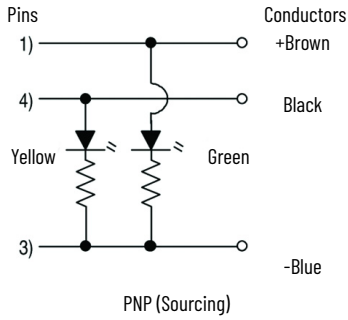 Pins Conductors
1) +Brown
4) Black
Yellow Green
3)
-Blue
PNP (Sourcing)